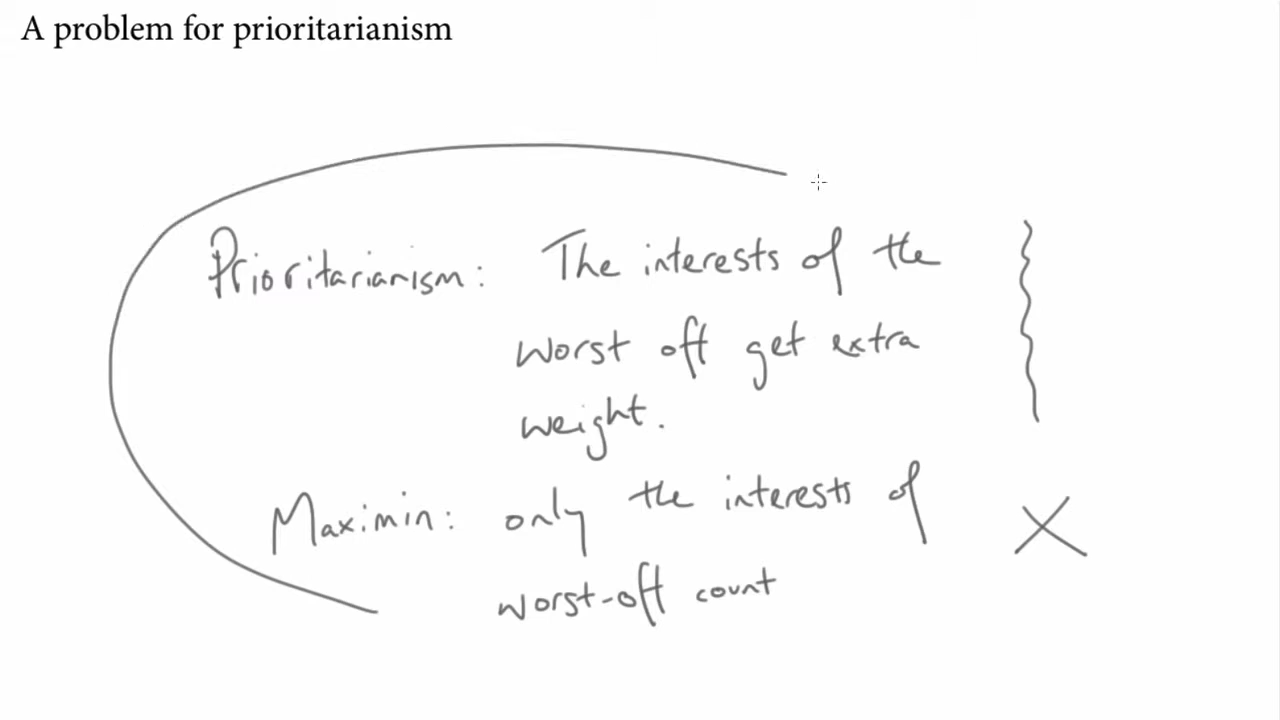 A problem for prioritarianism
Prioritarianism: The interests of the
worst off get extra
weight.
Maximin: only the interests of
worst-off count